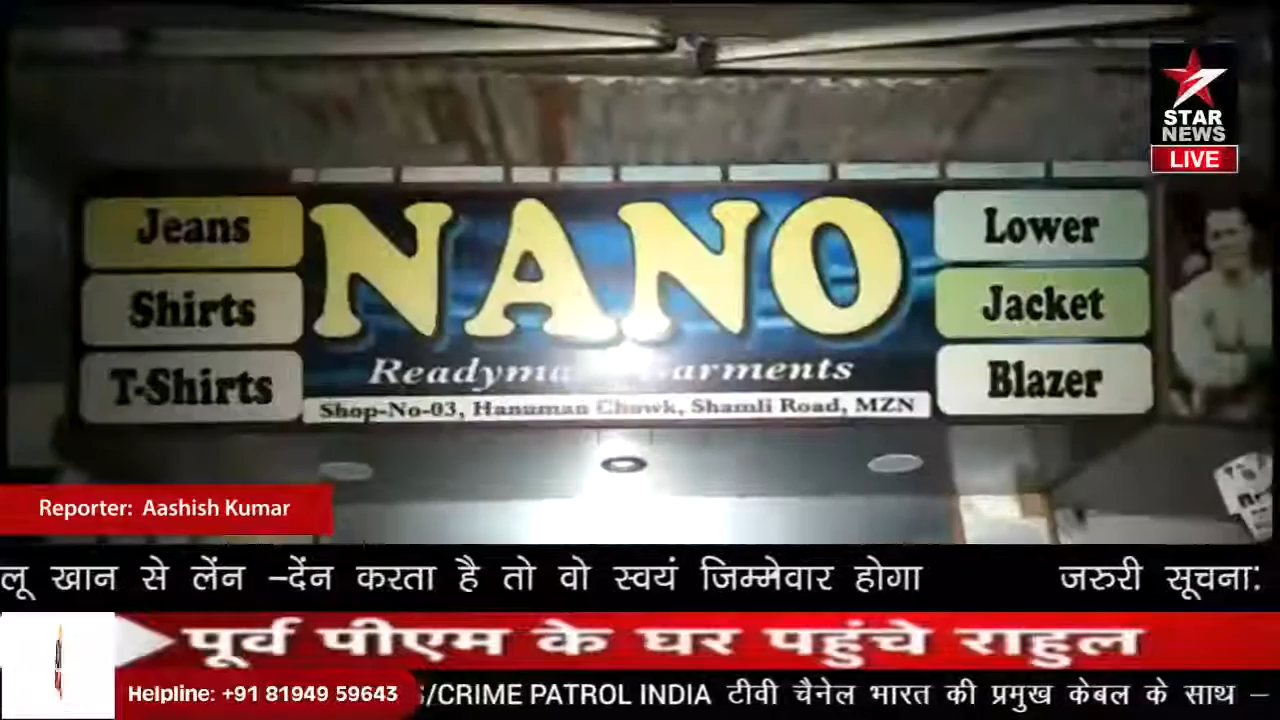 STAR
NEWS
LIVE
Jeans
NANO
Lower
Shirts
Jacket
T-Shirts
Blazer
Shop-No-03, Hanuman Chowk, Shamli Road, MZN
Reporter: Aashish Kumar
लू खान से लेंन –देंन करता है तो वो स्वयं जिम्मेवार होगा जरुरी सूचना:
पूर्व पीएम के घर पहुंचे राहुल
Helpline: +91 81949 59643
/CRIME PATROL INDIA टीवी चैनेल भारत की प्रमुख केबल के साथ –